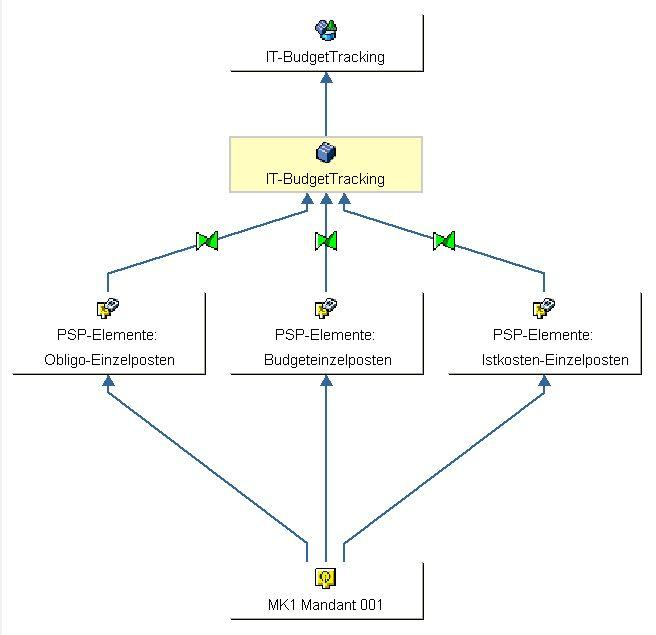 IT-BudgetTracking
IT-BudgetTracking
PSP-Elemente:
Obligo-Einzelposten
PSP-Elemente:
Budgeteinzelposten
PSP-Elemente:
Istkosten-Einzelposten
MK1 Mandant 001